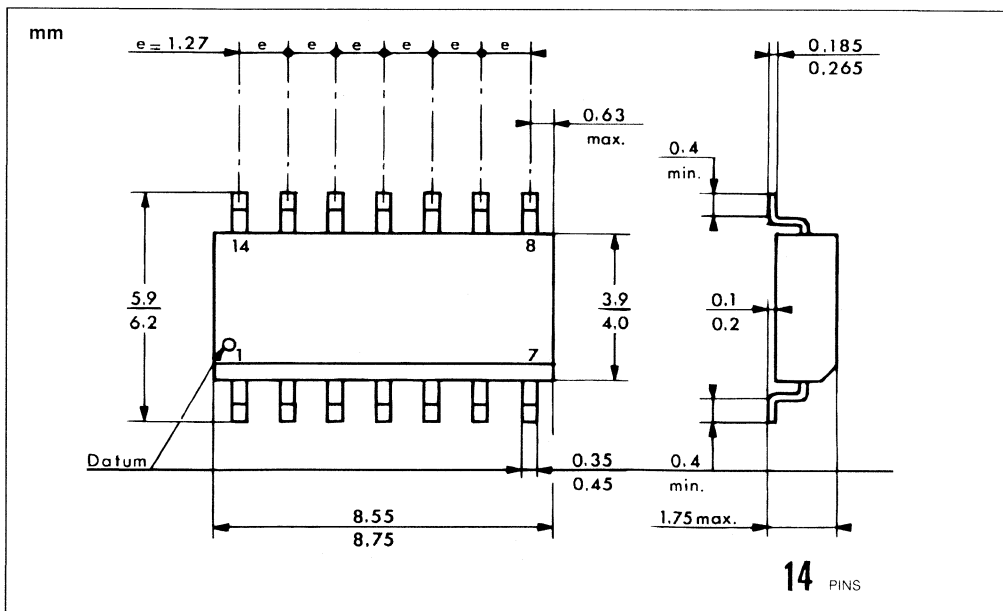 mm
e = 1.27 e e e e e
0.185
0.265
0.63
max.
0.4
min.
14 8
5.9
6.2
3.9
4.0
0.1
0.2
1 7
Datum
0.35
0.45
0.4
min.
8.55
8.75
1.75 max.
14 PINS